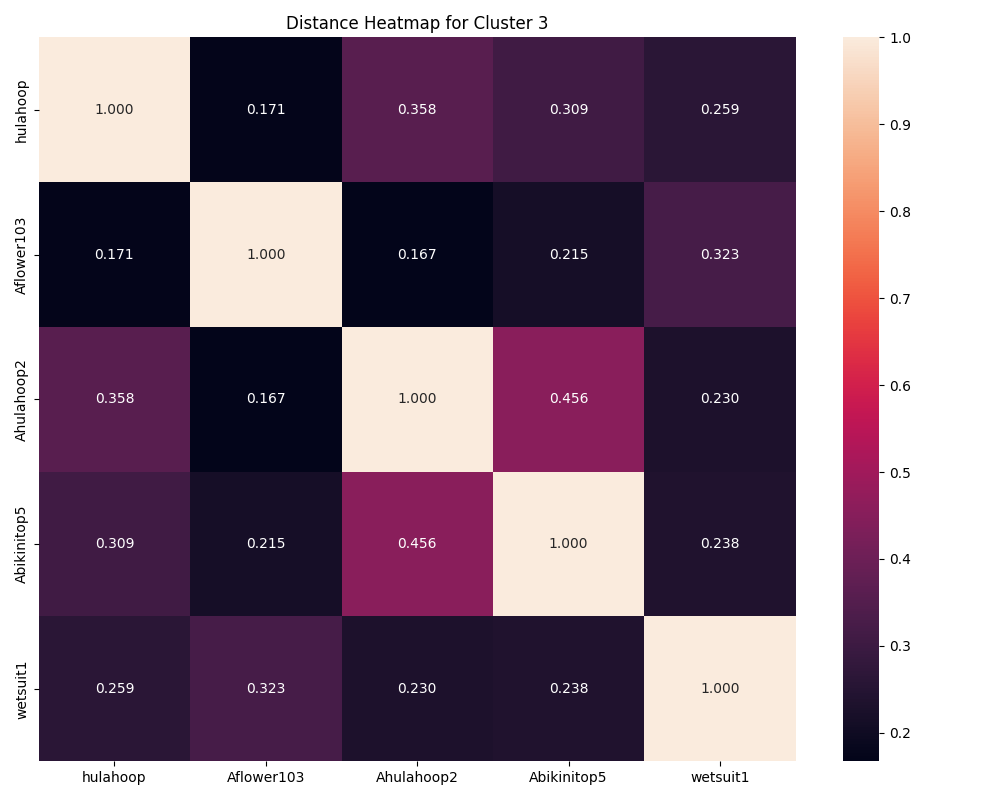 Distance Heatmap for Cluster 3
hulahoop 1.000 0.171 0.358 0.309 0.259
Aflower103 0.171 1.000 0.167 0.215 0.323
Ahulahoop2 0.358 0.167 1.000 0.456 0.230
Abikinitop5 0.309 0.215 0.456 1.000 0.238
wetsuit1 0.259 0.323 0.230 0.238 1.000
hulahoop Aflower103 Ahulahoop2 Abikinitop5 wetsuit1
1.0
0.9
0.8
0.7
0.6
0.5
0.4
0.3
0.2